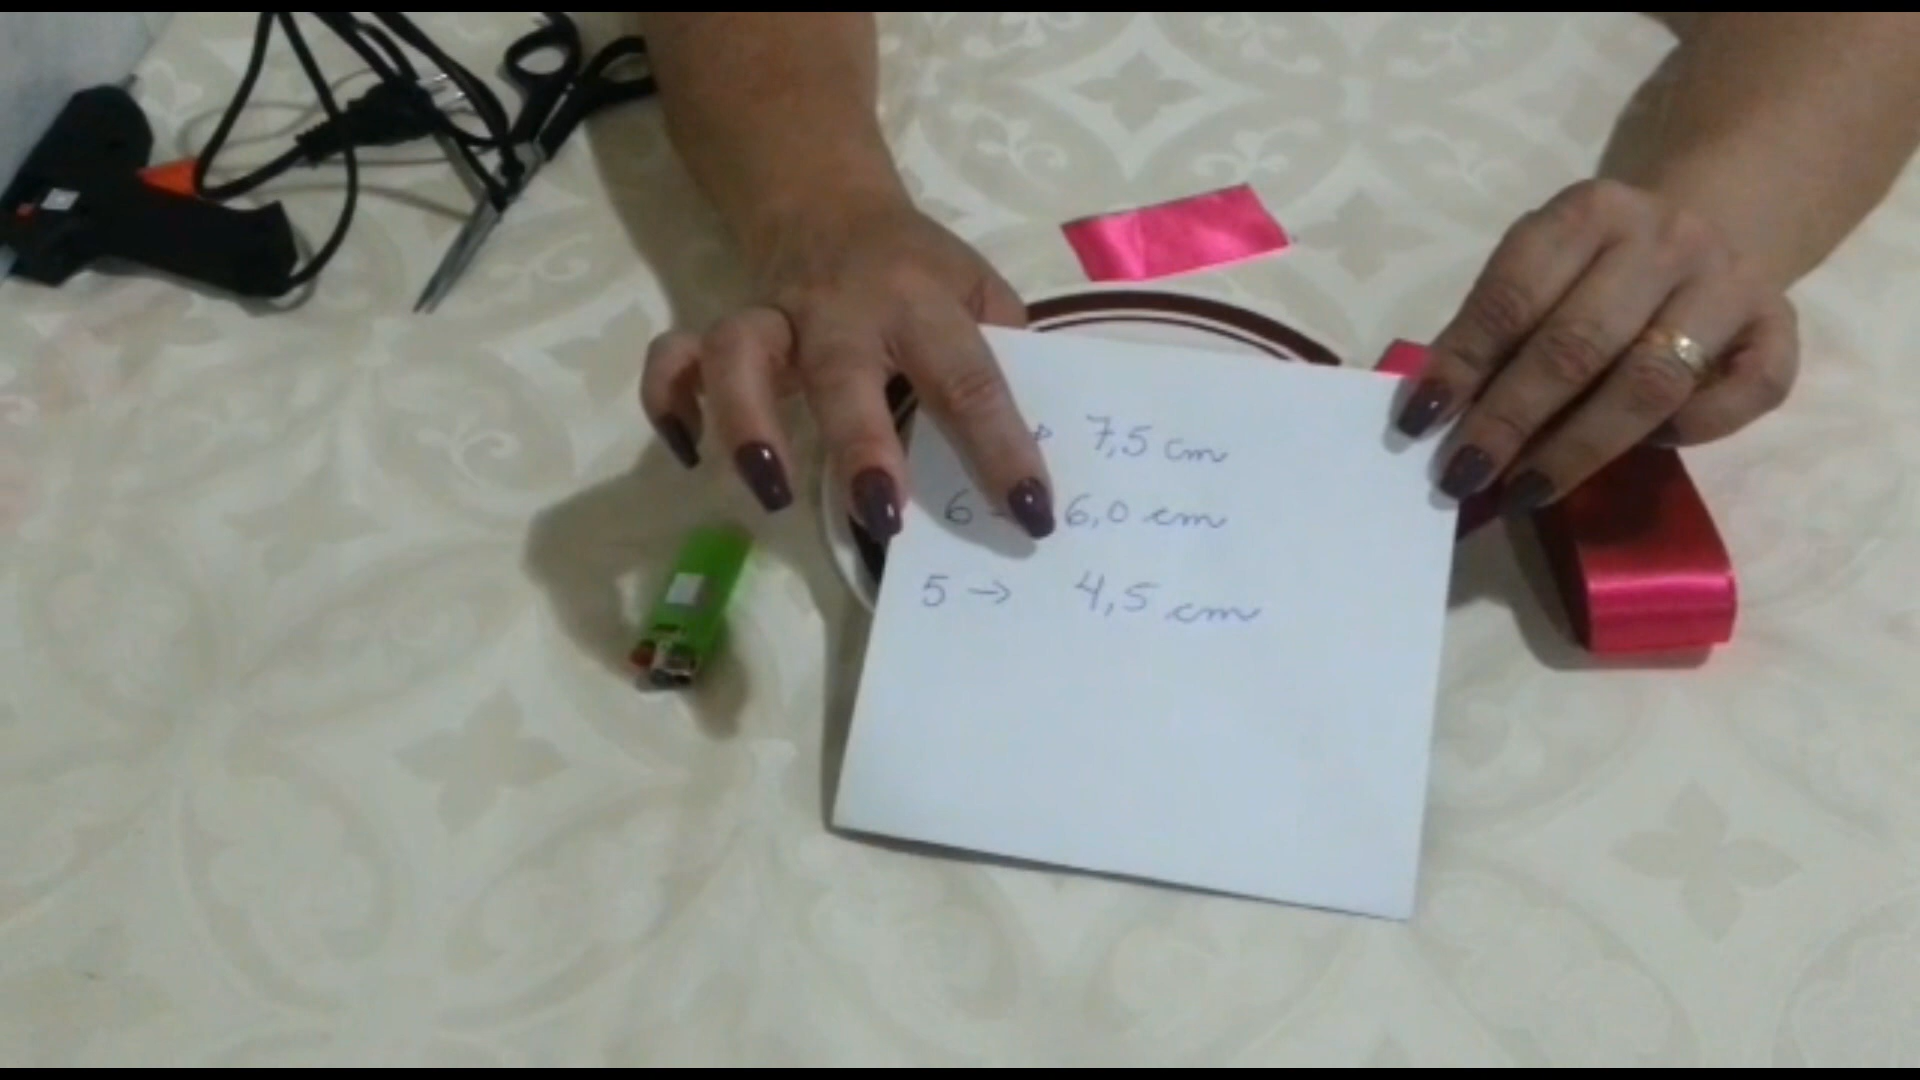 → 7,5 cm
6 → 6,0 cm
5 → 4,5 cm